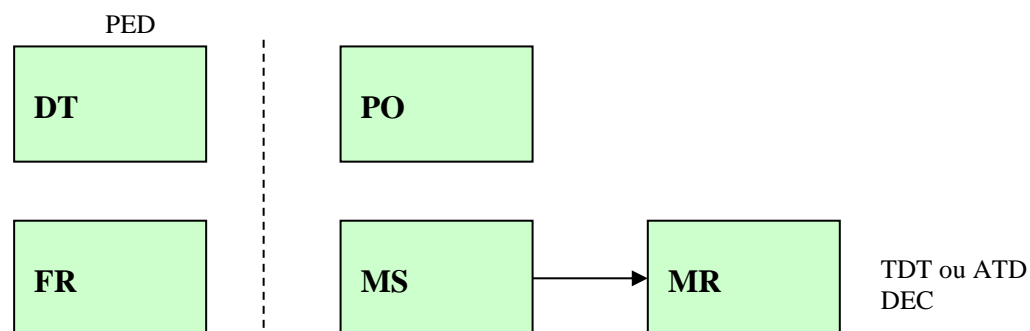 PED
DT
PO
FR
MS
MR
TDT ou ATD
DEC